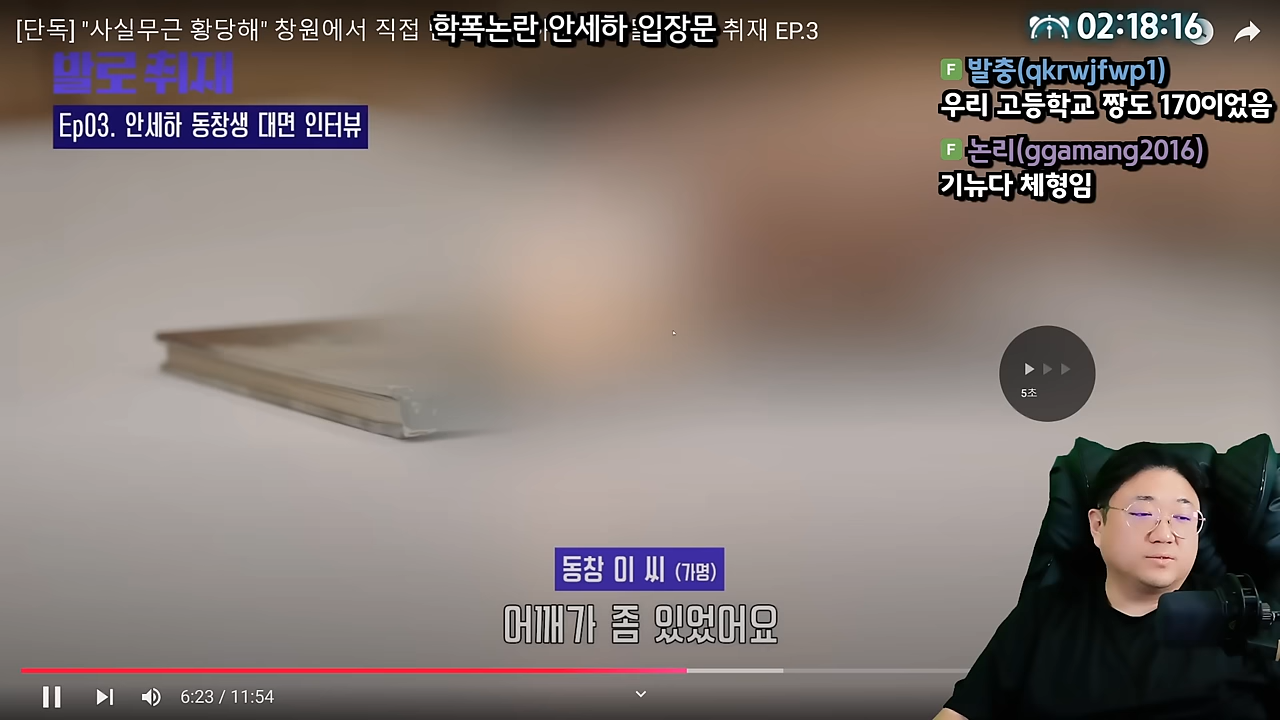 [단독] "사실무근 황당해" 창원에서 직접
학폭논란 안세하 입장문
취재 EP.3
02:18:16
발로취재
Ep03. 안세하 동창생 대면 인터뷰
F 발충(qkrwjfwp1)
우리 고등학교 짱도 170이었음
F 논리(ggamang2016)
기뉴다 체형임
5초
동창 이 씨 (가명)
어깨가 좀 있었어요
6:23 / 11:54